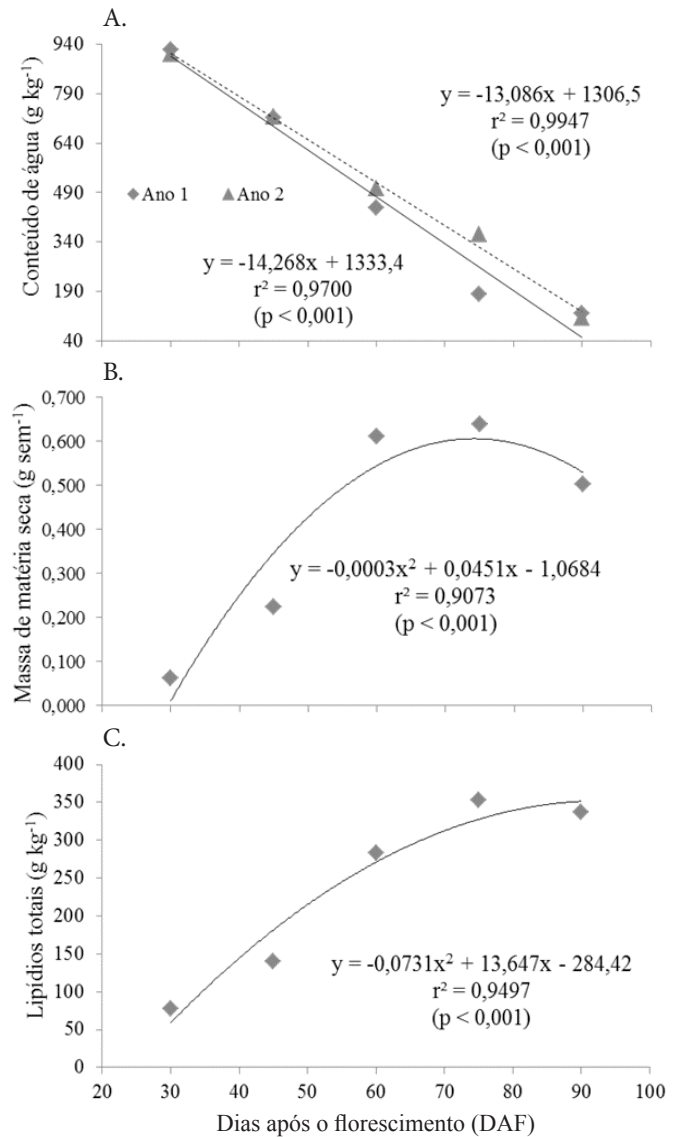 A.
940
790
640
490
340
190
40
Conteúdo de água (g kg⁻¹)
y = -13,086x + 1306,5
r² = 0,9947
(p < 0,001)
Ano 1 Ano 2
y = -14,268x + 1333,4
r² = 0,9700
(p < 0,001)
B.
0,700
0,600
0,500
0,400
0,300
0,200
0,100
0,000
Massa de matéria seca (g sem⁻¹)
y = -0,0003x² + 0,0451x - 1,0684
r² = 0,9073
(p < 0,001)
C.
400
350
300
250
200
150
100
50
0
Lipídios totais (g kg⁻¹)
y = -0,0731x² + 13,647x - 284,42
r² = 0,9497
(p < 0,001)
20 30 40 50 60 70 80 90 100
Dias após o florescimento (DAF)